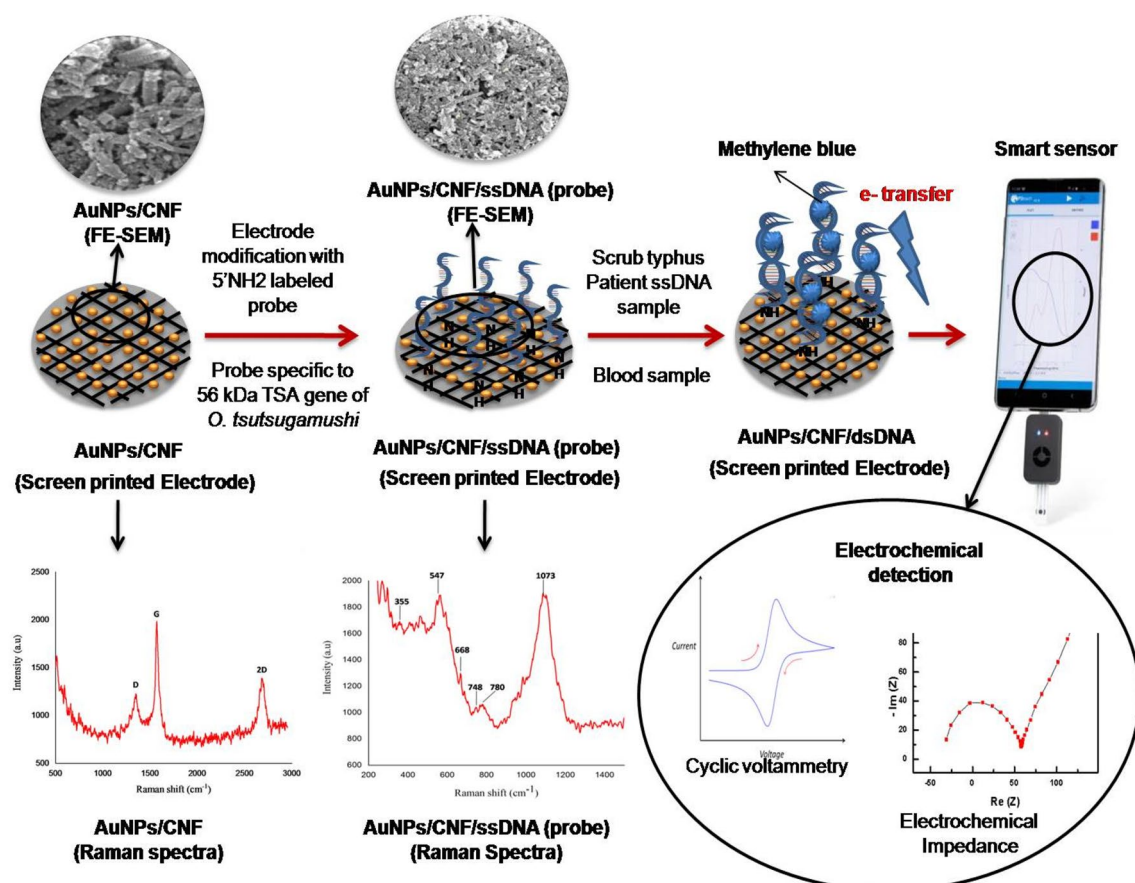 AuNPs/CNF
(FE-SEM)
AuNPs/CNF/ssDNA (probe)
(FE-SEM)
Methylene blue
e- transfer
Smart sensor
Electrode
modification with
5'NH2 labeled
probe
Probe specific to
56 kDa TSA gene of
O. tsutsugamushi
Scrub typhus
Patient ssDNA
sample
Blood sample
N
H
N
H
N
H
N
H
N
H
NH
NH
NH
NH
AuNPs/CNF
(Screen printed Electrode)
AuNPs/CNF/ssDNA (probe)
(Screen printed Electrode)
AuNPs/CNF/dsDNA
(Screen printed Electrode)
2500
2000
1500
1000
500
Intensity (a.u)
D
G
2D
500
1000
1500
2000
2500
3000
Raman shift (cm-1)
AuNPs/CNF
(Raman spectra)
2000
1800
1600
1400
1200
1000
800
600
Intensity (a.u)
355
547
668
748
780
1073
200
400
600
800
1000
1200
1400
Raman shift (cm-1)
AuNPs/CNF/ssDNA (probe)
(Raman Spectra)
Electrochemical
detection
Current
Voltage
Cyclic voltammetry
80
60
40
20
0
- Im (Z)
-50
0
50
100
Re (Z)
Electrochemical
Impedance